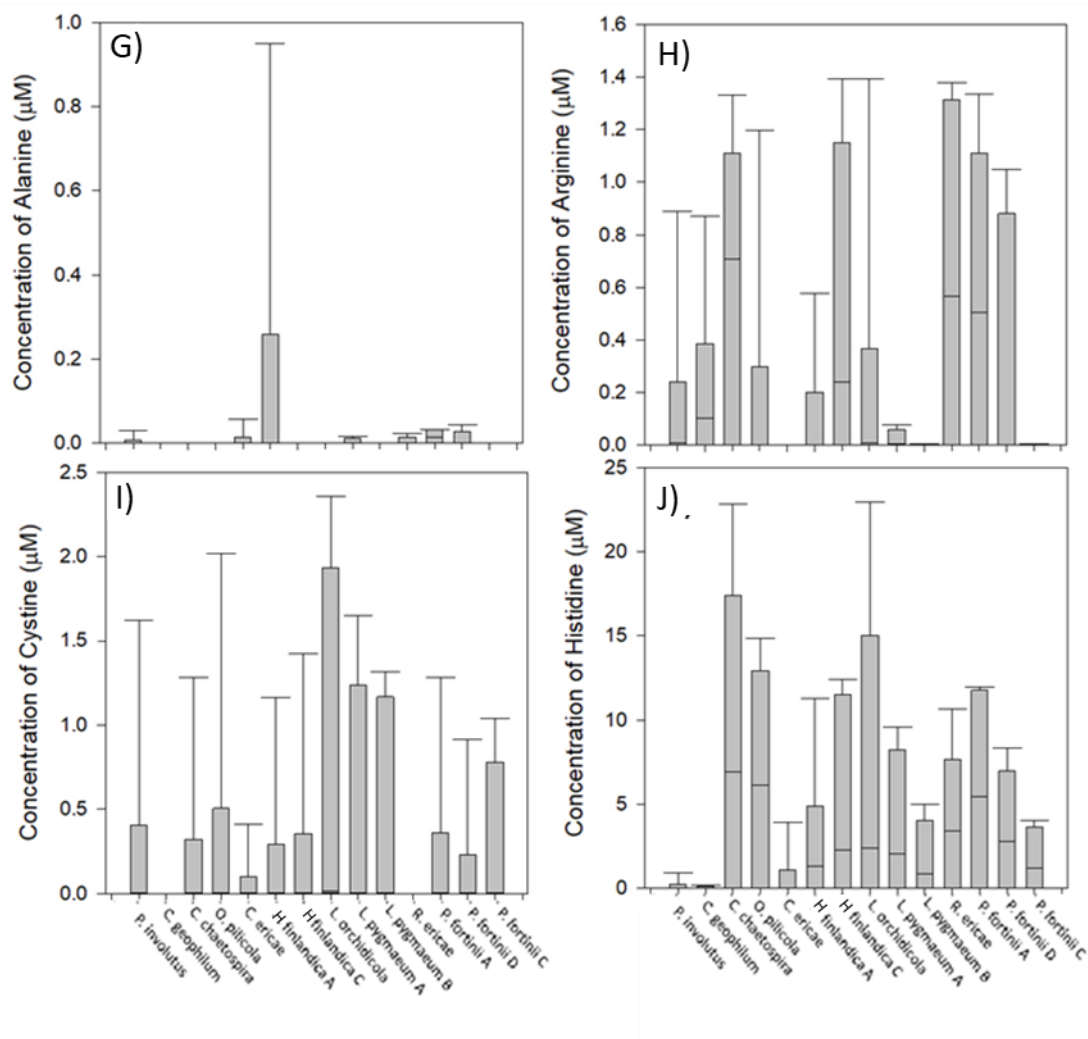 G)
Concentration of Alanine (μM)
1.0
0.8
0.6
0.4
0.2
0.0
H)
Concentration of Arginine (μM)
1.6
1.4
1.2
1.0
0.8
0.6
0.4
0.2
0.0
I)
Concentration of Cystine (μM)
2.5
2.0
1.5
1.0
0.5
0.0
P. involutus
C. geophilum
C. chaetospira
O. pilicola
C. ericae
H finlandica A
H finlandica C
L. orchidicola
L. pygmaeum A
L. pygmaeum B
R. ericae
P. fortinii A
P. fortinii D
P. fortinii C
J)
Concentration of Histidine (μM)
25
20
15
10
5
0
P. involutus
C. geophilum
C. chaetospira
O. pilicola
C. ericae
H finlandica A
H finlandica C
L. orchidicola
L. pygmaeum A
L. pygmaeum B
R. ericae
P. fortinii A
P. fortinii D
P. fortinii C